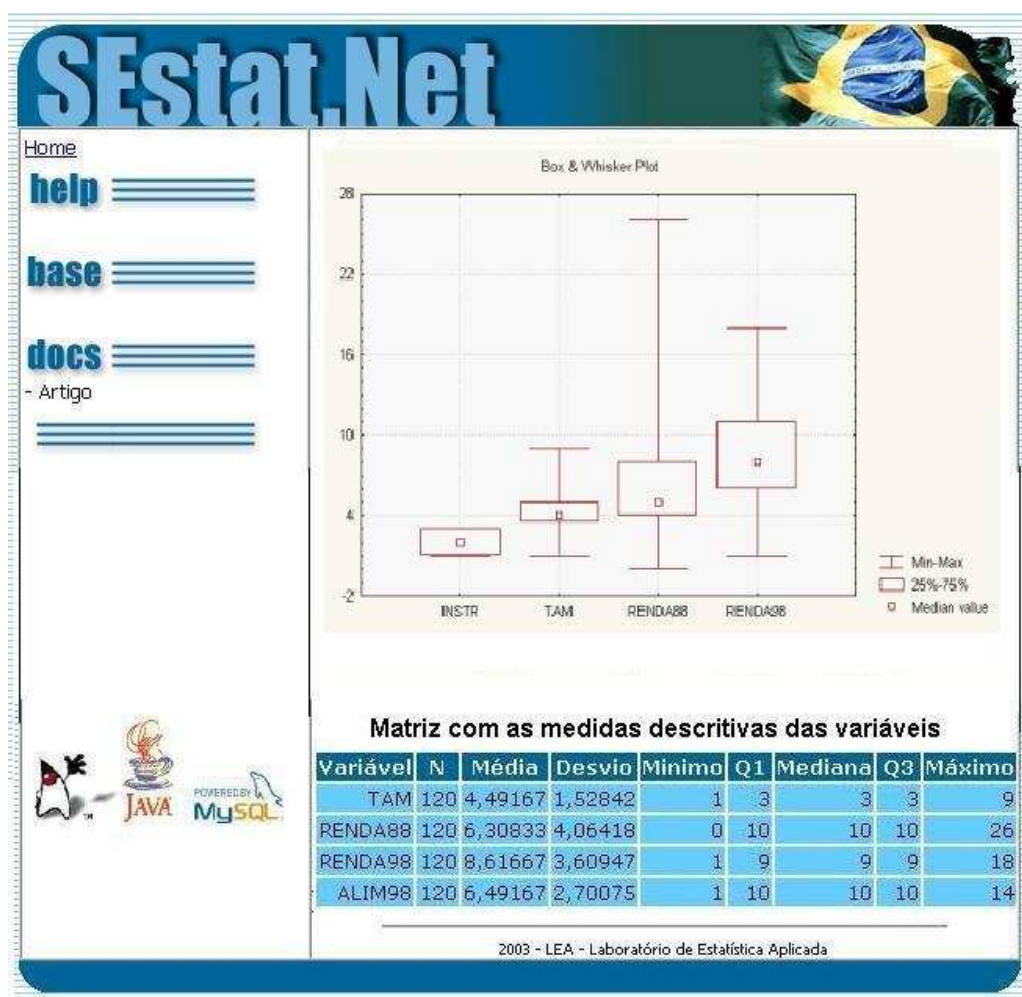 SEstat.Net
Home
help
base
docs
- Artigo
Box & Whisker Plot
28
22
16
10
4
-2
INSTR TAM RENDA88 RENDA98
Min-Max
25%-75%
Median value
JAVA
POWERED BY
MySQL
Matriz com as medidas descritivas das variáveis
Variável N Média Desvio Minimo Q1 Mediana Q3 Máximo
TAM 120 4,49167 1,52842 1 3 3 3 9
RENDA88 120 6,30833 4,06418 0 10 10 10 26
RENDA98 120 8,61667 3,60947 1 9 9 9 18
ALIM98 120 6,49167 2,70075 1 10 10 10 14
2003 - LEA - Laboratório de Estatística Aplicada